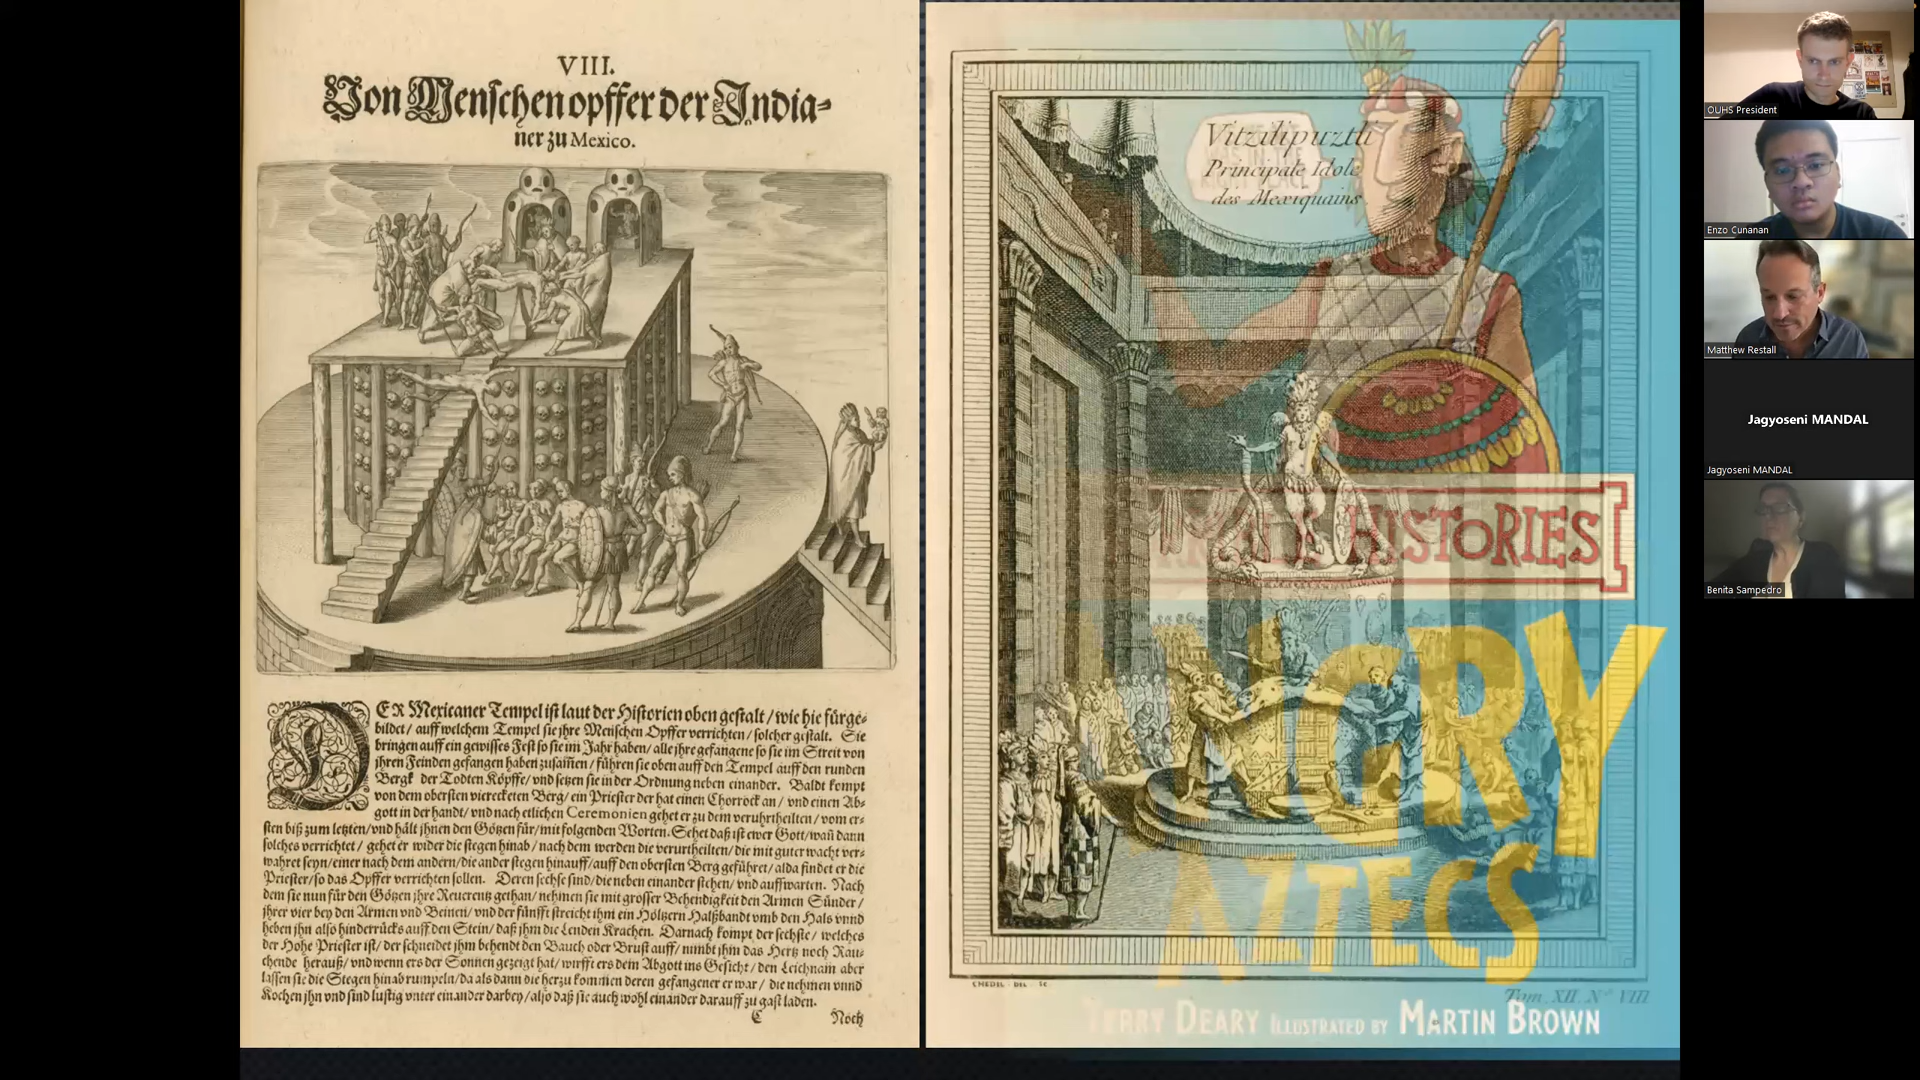 VIII.
Von Menschenopffer der India-
ner zu Mexico.
DER Mexicaner Tempel ist laut der Historien oben gestalt / wie hie fürge-
bildet / auff welchem Tempel sie jhre Menschen Opffer verrichten / solcher gestalt. Sie
bringen auff ein gewisses Fest so sie im Jahr haben / alle jhre gefangene so sie im Streit von
jhren Feinden gefangen haben zusam̃en / führen sie oben auff den Tempel auff den runden
Bergk der Todten Köpffe / vnd setzen sie in der Ordnung neben einander. Baldt kompt
von dem obersten viereckten Berg / ein Priester der hat einen Chorrock an / vnd einen Ab-
gott in der handt / vnd nach etlichen Ceremonien gehet er zu dem veruhrtheilten / vom er-
sten biß zum letzten / vnd hält jhnen den Götzen für / mit folgenden Worten. Sehet daß ist ewer Gott / wañ dann
solches verrichtet / gehet er wider die stegen hinab / nach dem werden die verurtheilten / die mit guter wacht ver-
wahret seyn / einer nach dem andern / die ander stegen hinauff / auff den obersten Berg geführet / alda findet er die
Priester / so das Opffer verrichten sollen. Deren sechse sind / die neben einander stehen / vnd auffwarten. Nach
dem sie nun für den Götzen jhre Reuerentz gethan / nehmen sie mit grosser Behendigkeit den Armen Sünder /
jhrer vier bey den Armen vnd Beinen / vnd der fünfft streicht jhm ein Höltzern Halßbandt vmb den Hals vnnd
heben jhn also hinderrücks auff den Stein / daß jhm die Lenden Krachen. Darnach kompt der sechste / welches
der Hohe Priester ist / der schneidet jhm behendt den Bauch oder Brust auff / nimbt jhm das Hertz noch Rau-
chende herauß / vnd wenn ers der Sonnen gezeigt hat / wirfft ers dem Abgott ins Gesicht / den Leichnam aber
lassen sie die Stegen hinab rumpeln / da als dann die herzu kommen deren gefangener er war / die nehmen vnnd
Kochen jhn vnd sind lustig vnter einander darbey / also daß sie auch wohl einander darauff zu gast laden.
C Noch
Vitzilipuztli
Principale Idole
des Mexiquains
HISTORIES
ANGRY
AZTECS
CHEDEL · DEL · SC
Tom. XII. N.º VIII
TERRY DEARY ILLUSTRATED BY MARTIN BROWN
OUHS President
Enzo Cunanan
Matthew Restall
Jagyoseni MANDAL
Jagyoseni MANDAL
Benita Sampedro